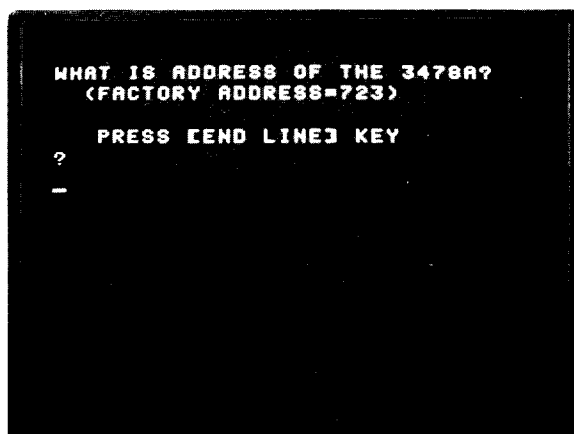 WHAT IS ADDRESS OF THE 3478A?
(FACTORY ADDRESS=723)
PRESS [END LINE] KEY
?
_